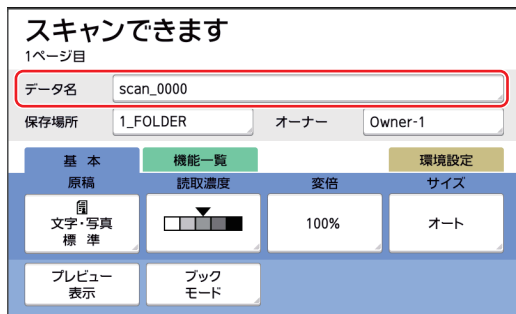 スキャンできます
1ページ目
データ名 scan_0000
保存場所 1_FOLDER オーナー Owner-1
基 本 機能一覧 環境設定
原稿 読取濃度 変倍 サイズ
文字・写真
標 準
100%
オート
プレビュー
表示
ブック
モード